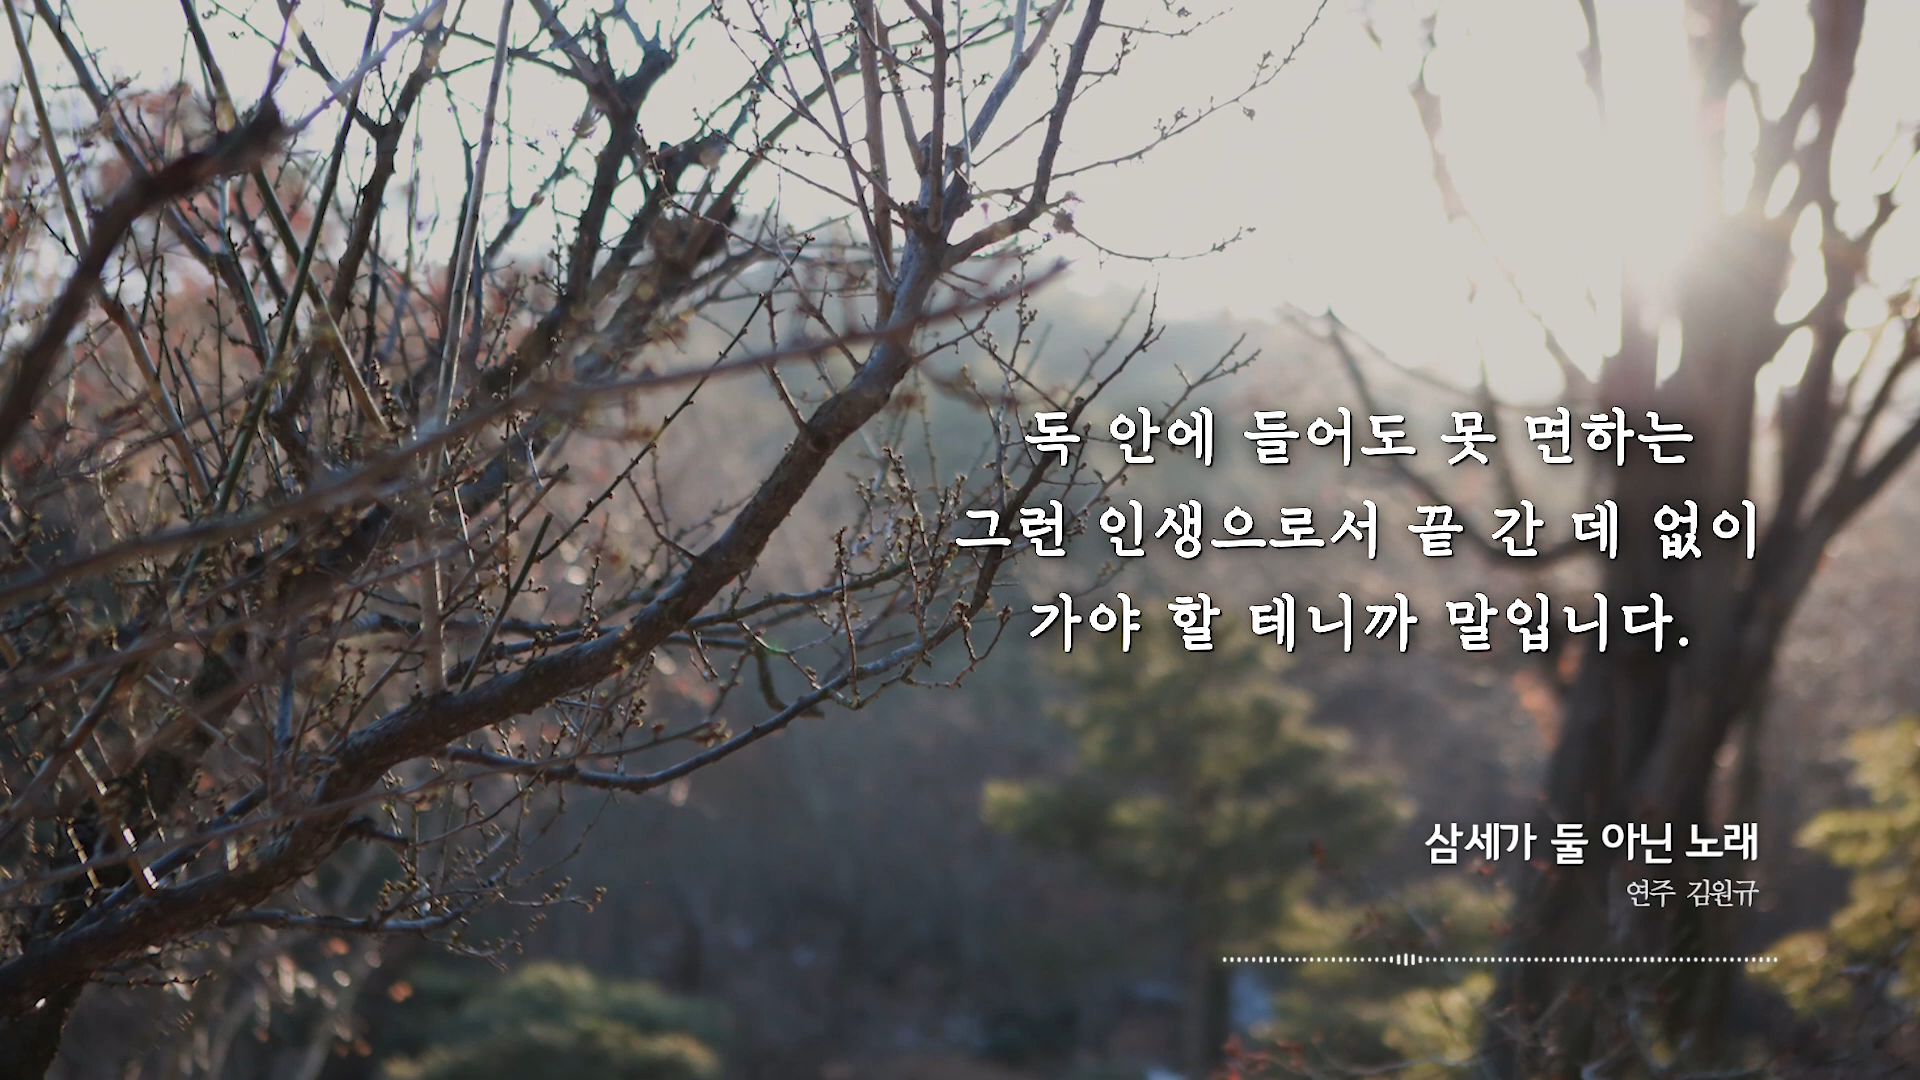 독 안에 들어도 못 면하는
그런 인생으로서 끝 간 데 없이
가야 할 테니까 말입니다.
삼세가 둘 아닌 노래
연주 김원규